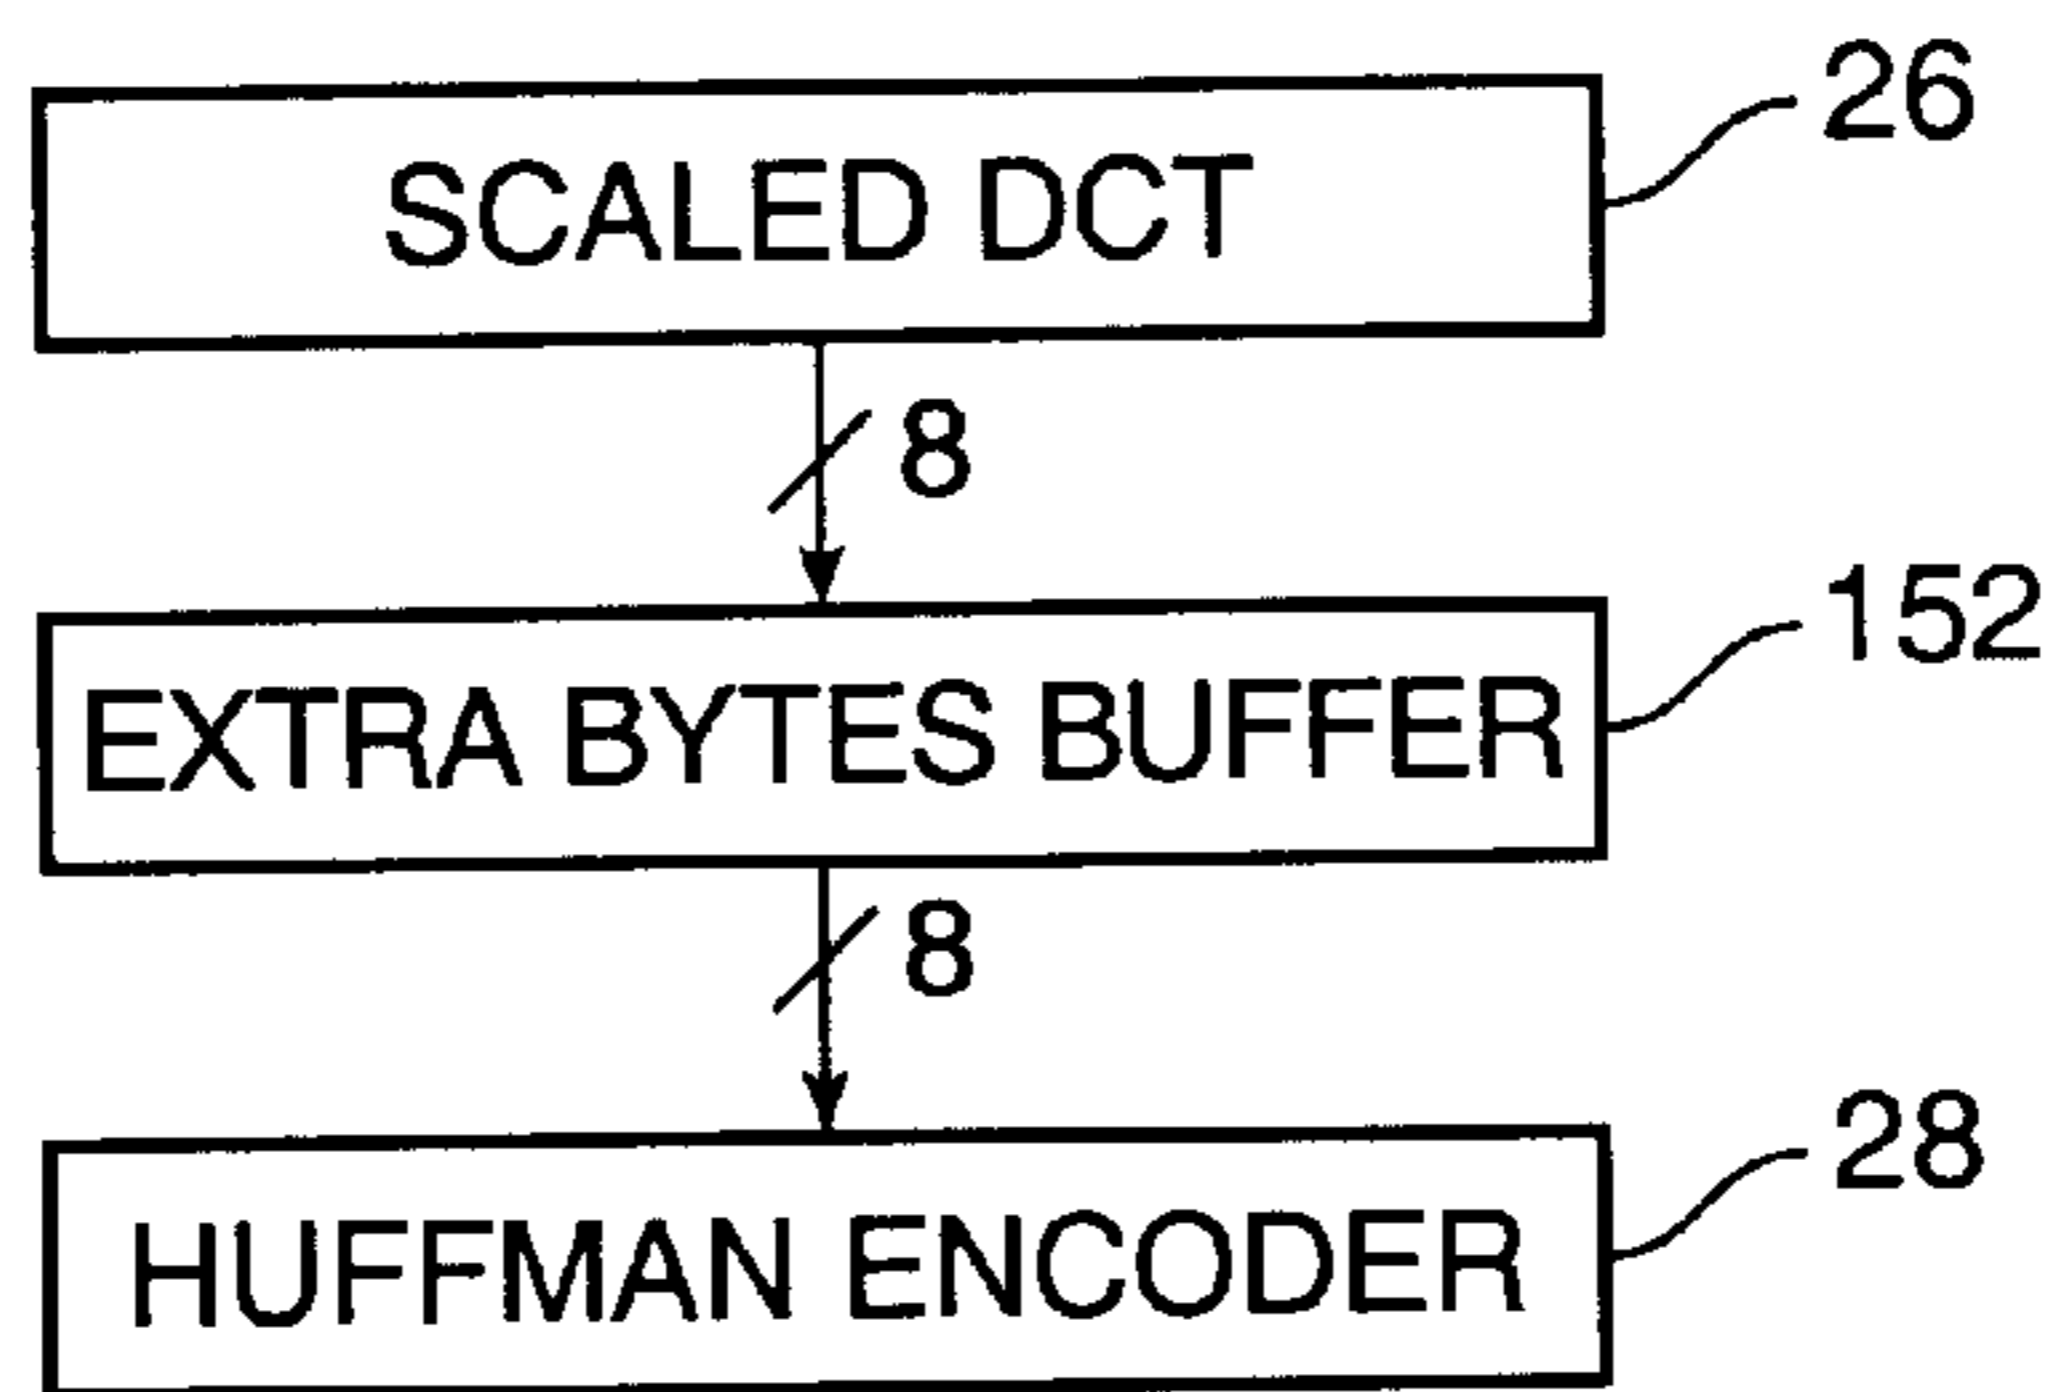 26
SCALED DCT
8
152
EXTRA BYTES BUFFER
8
28
HUFFMAN ENCODER